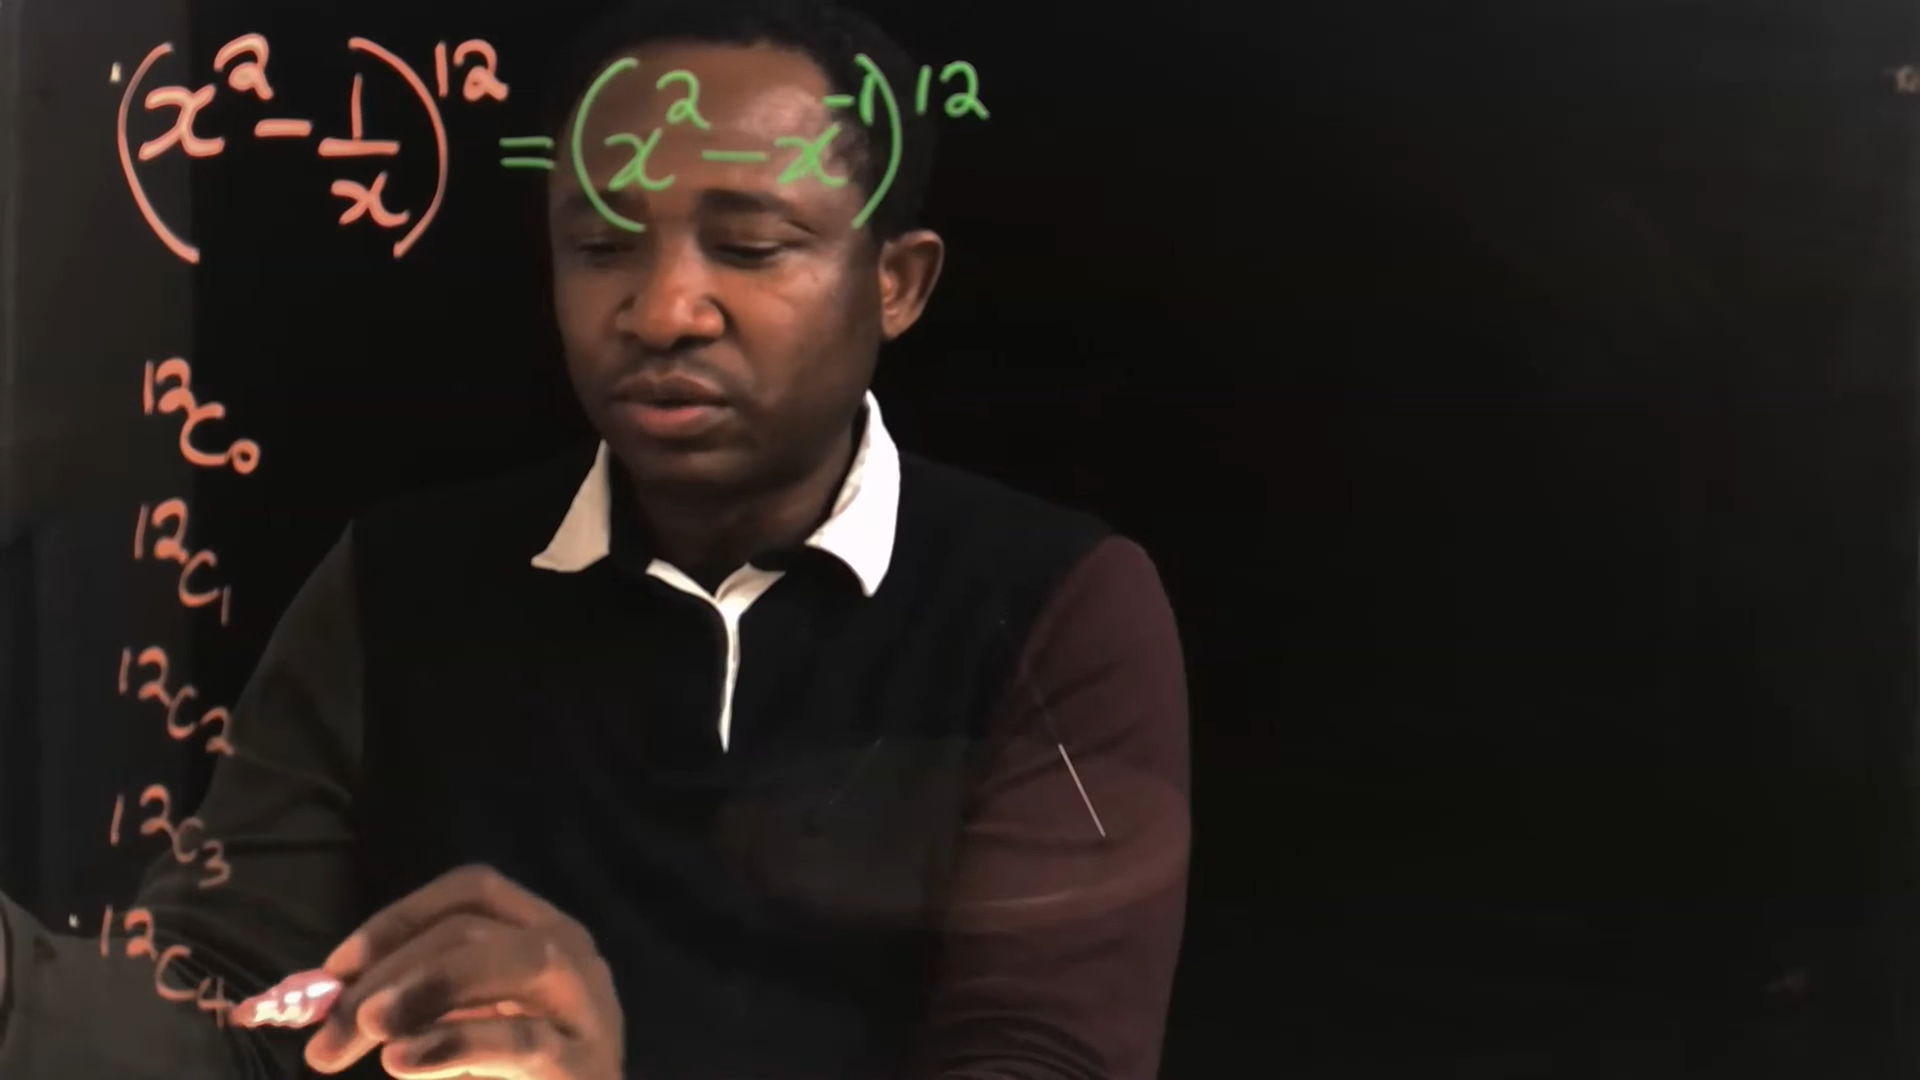 (x² - 1/x)¹² = (x² - x⁻¹)¹²
¹²C₀
¹²C₁
¹²C₂
¹²C₃
¹²C₄